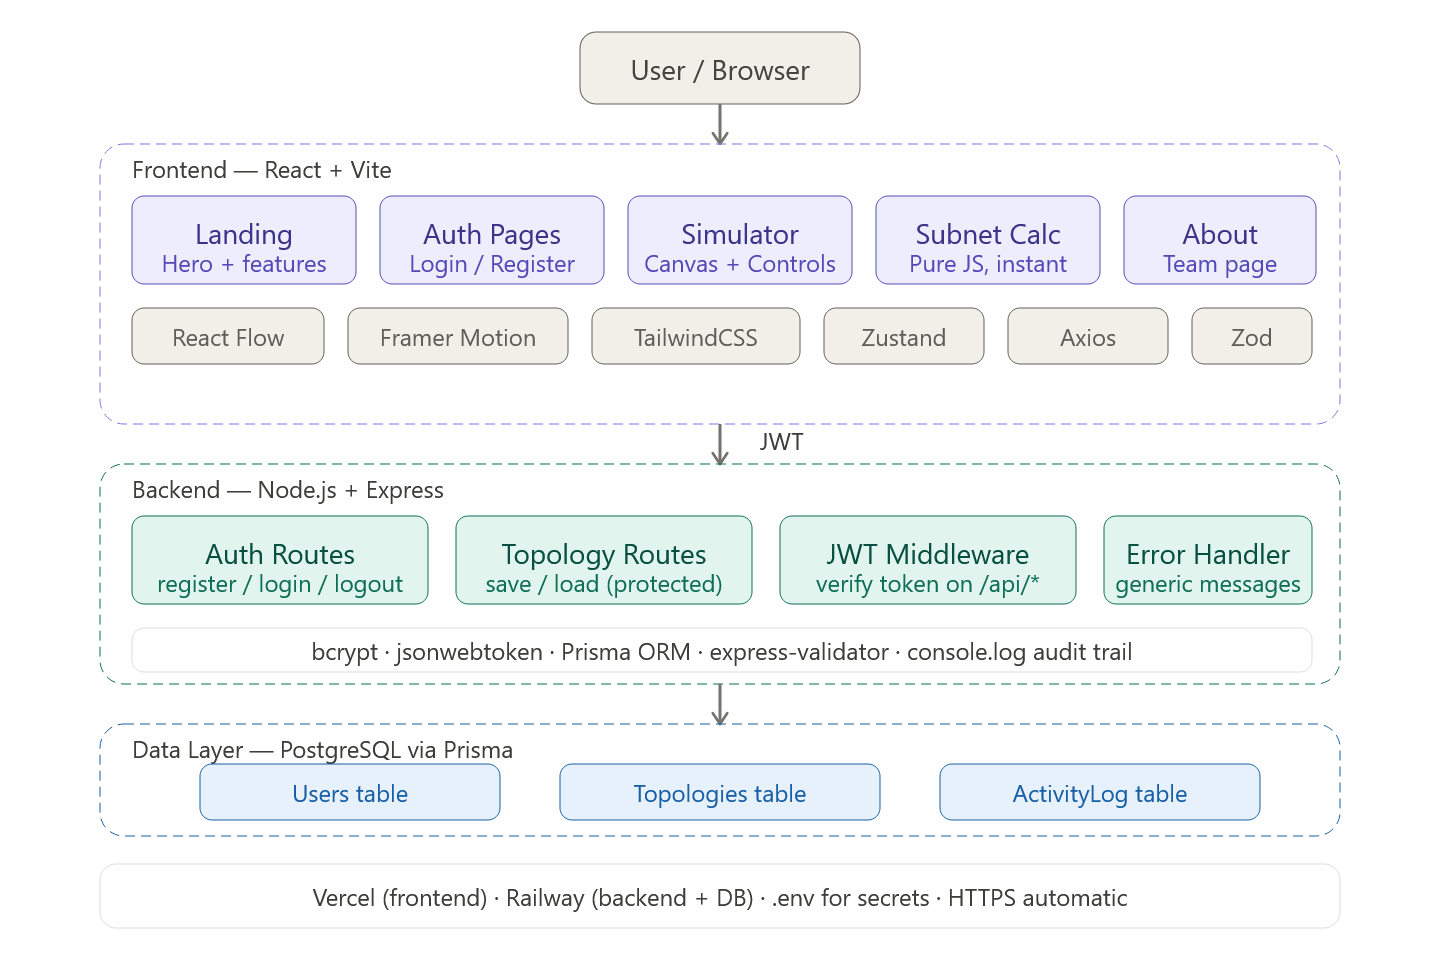 User / Browser
Frontend — React + Vite
Landing
Hero + features
Auth Pages
Login / Register
Simulator
Canvas + Controls
Subnet Calc
Pure JS, instant
About
Team page
React Flow
Framer Motion
TailwindCSS
Zustand
Axios
Zod
JWT
Backend — Node.js + Express
Auth Routes
register / login / logout
Topology Routes
save / load (protected)
JWT Middleware
verify token on /api/*
Error Handler
generic messages
bcrypt · jsonwebtoken · Prisma ORM · express-validator · console.log audit trail
Data Layer — PostgreSQL via Prisma
Users table
Topologies table
ActivityLog table
Vercel (frontend) · Railway (backend + DB) · .env for secrets · HTTPS automatic